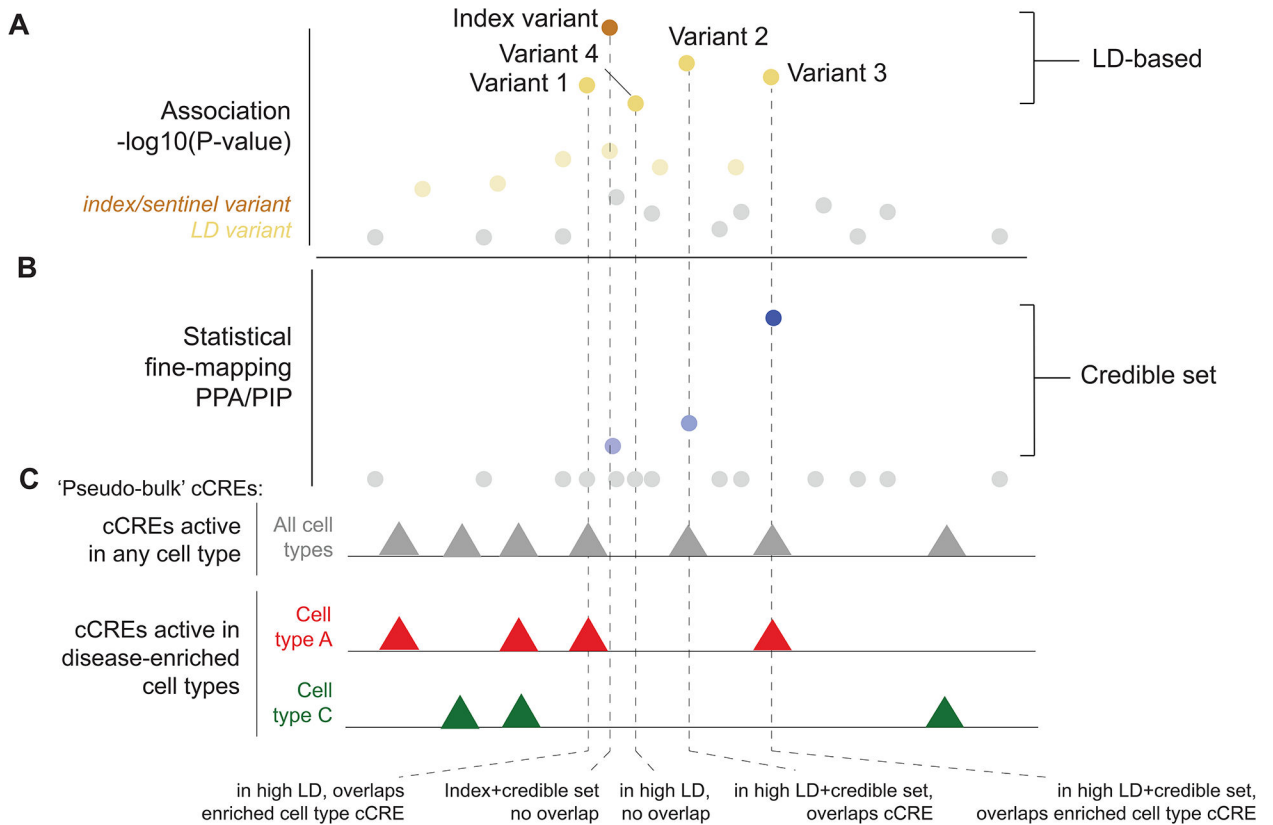 A
Index variant
Variant 4
Variant 1
Variant 2
Variant 3
LD-based
Association
-log10(P-value)
index/sentinel variant
LD variant
B
Statistical
fine-mapping
PPA/PIP
Credible set
C
‘Pseudo-bulk’ cCREs:
cCREs active
in any cell type
All cell
types
cCREs active in
disease-enriched
cell types
Cell
type A
Cell
type C
in high LD, overlaps
enriched cell type cCRE
Index+credible set
no overlap
in high LD,
no overlap
in high LD+credible set,
overlaps cCRE
in high LD+credible set,
overlaps enriched cell type cCRE